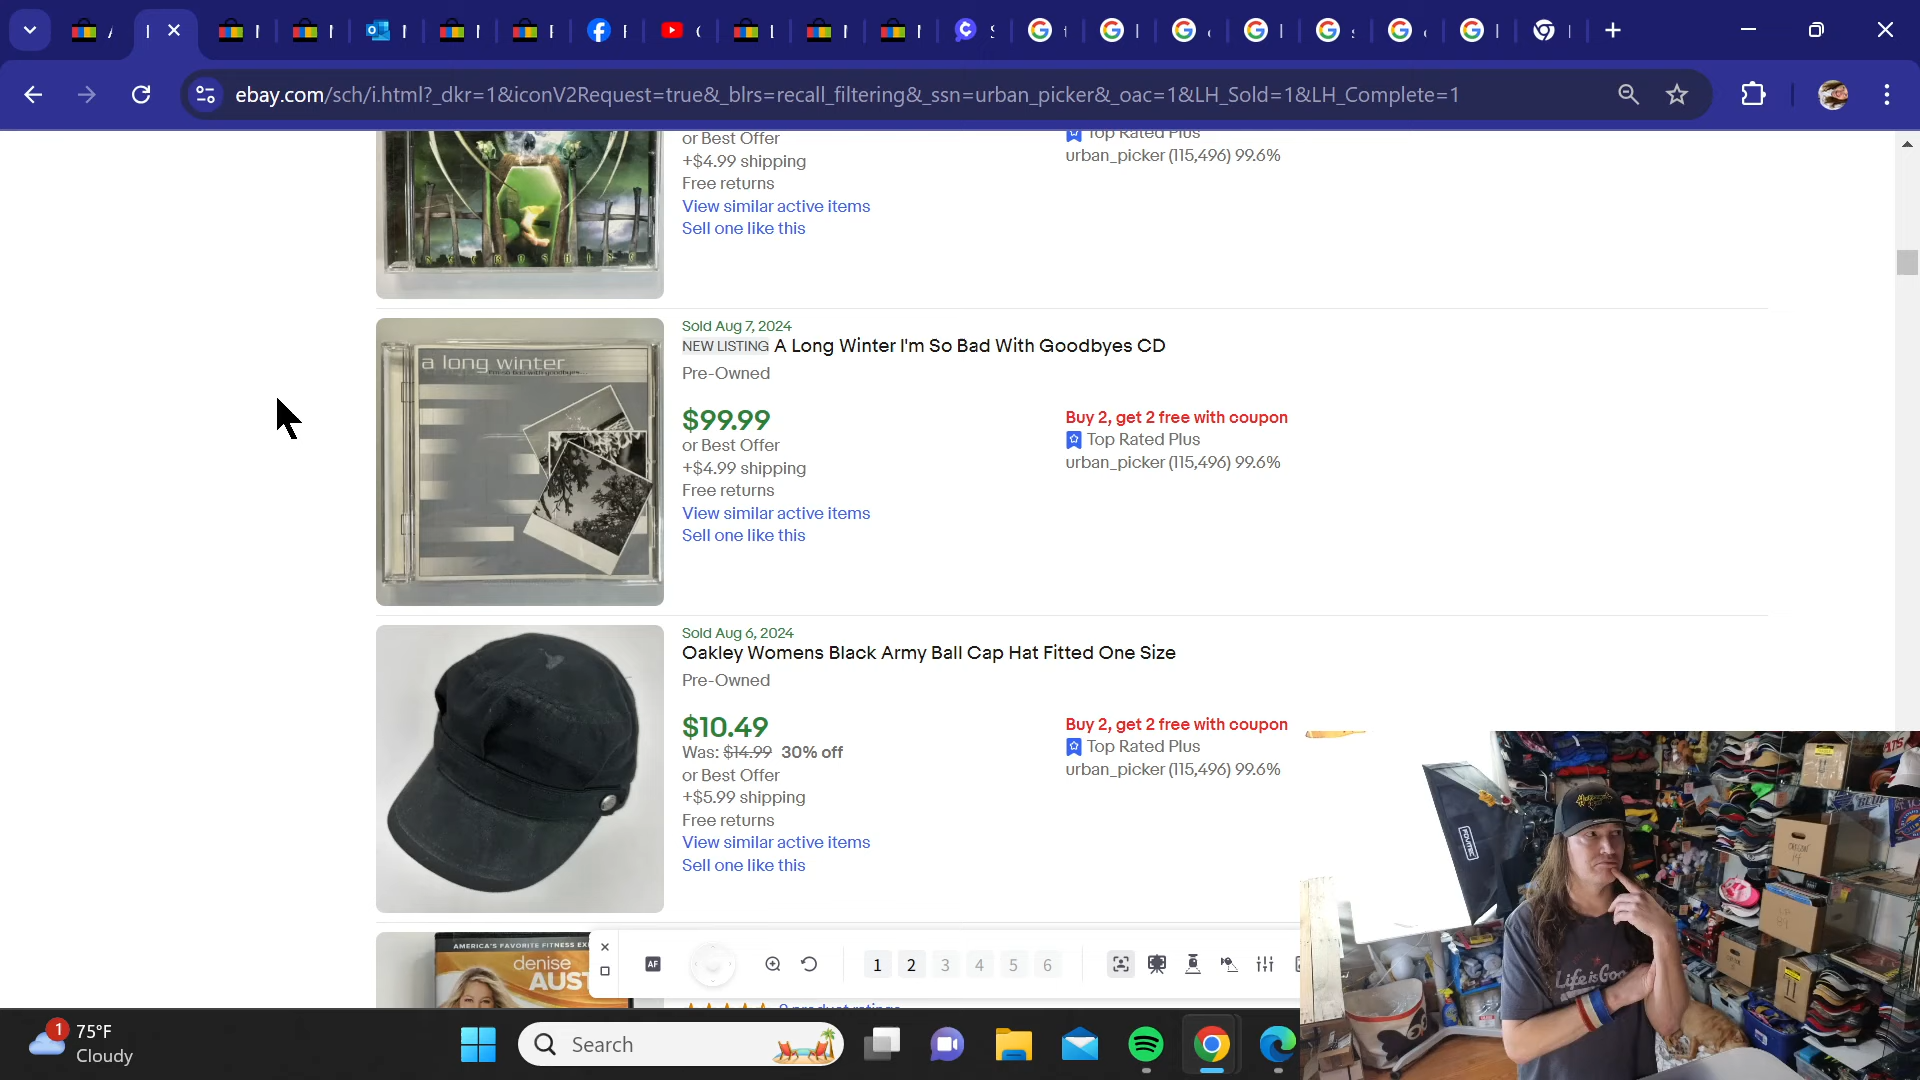 ebay.com/sch/i.html?_dkr=1&iconV2Request=true&_blrs=recall_filtering&_ssn=urban_picker&_oac=1&LH_Sold=1&LH_Complete=1
or Best Offer
+$4.99 shipping
Free returns
View similar active items
Sell one like this
Top Rated Plus
urban_picker (115,496) 99.6%
a long winter
Sold Aug 7, 2024
NEW LISTING A Long Winter I'm So Bad With Goodbyes CD
Pre-Owned
$99.99
or Best Offer
+$4.99 shipping
Free returns
View similar active items
Sell one like this
Buy 2, get 2 free with coupon
Top Rated Plus
urban_picker (115,496) 99.6%
Sold Aug 6, 2024
Oakley Womens Black Army Ball Cap Hat Fitted One Size
Pre-Owned
$10.49
Was: $14.99 30% off
or Best Offer
+$5.99 shipping
Free returns
View similar active items
Sell one like this
Buy 2, get 2 free with coupon
Top Rated Plus
urban_picker (115,496) 99.6%
denise
AF
1 2 3 4 5 6
1
75°F
Cloudy
Search